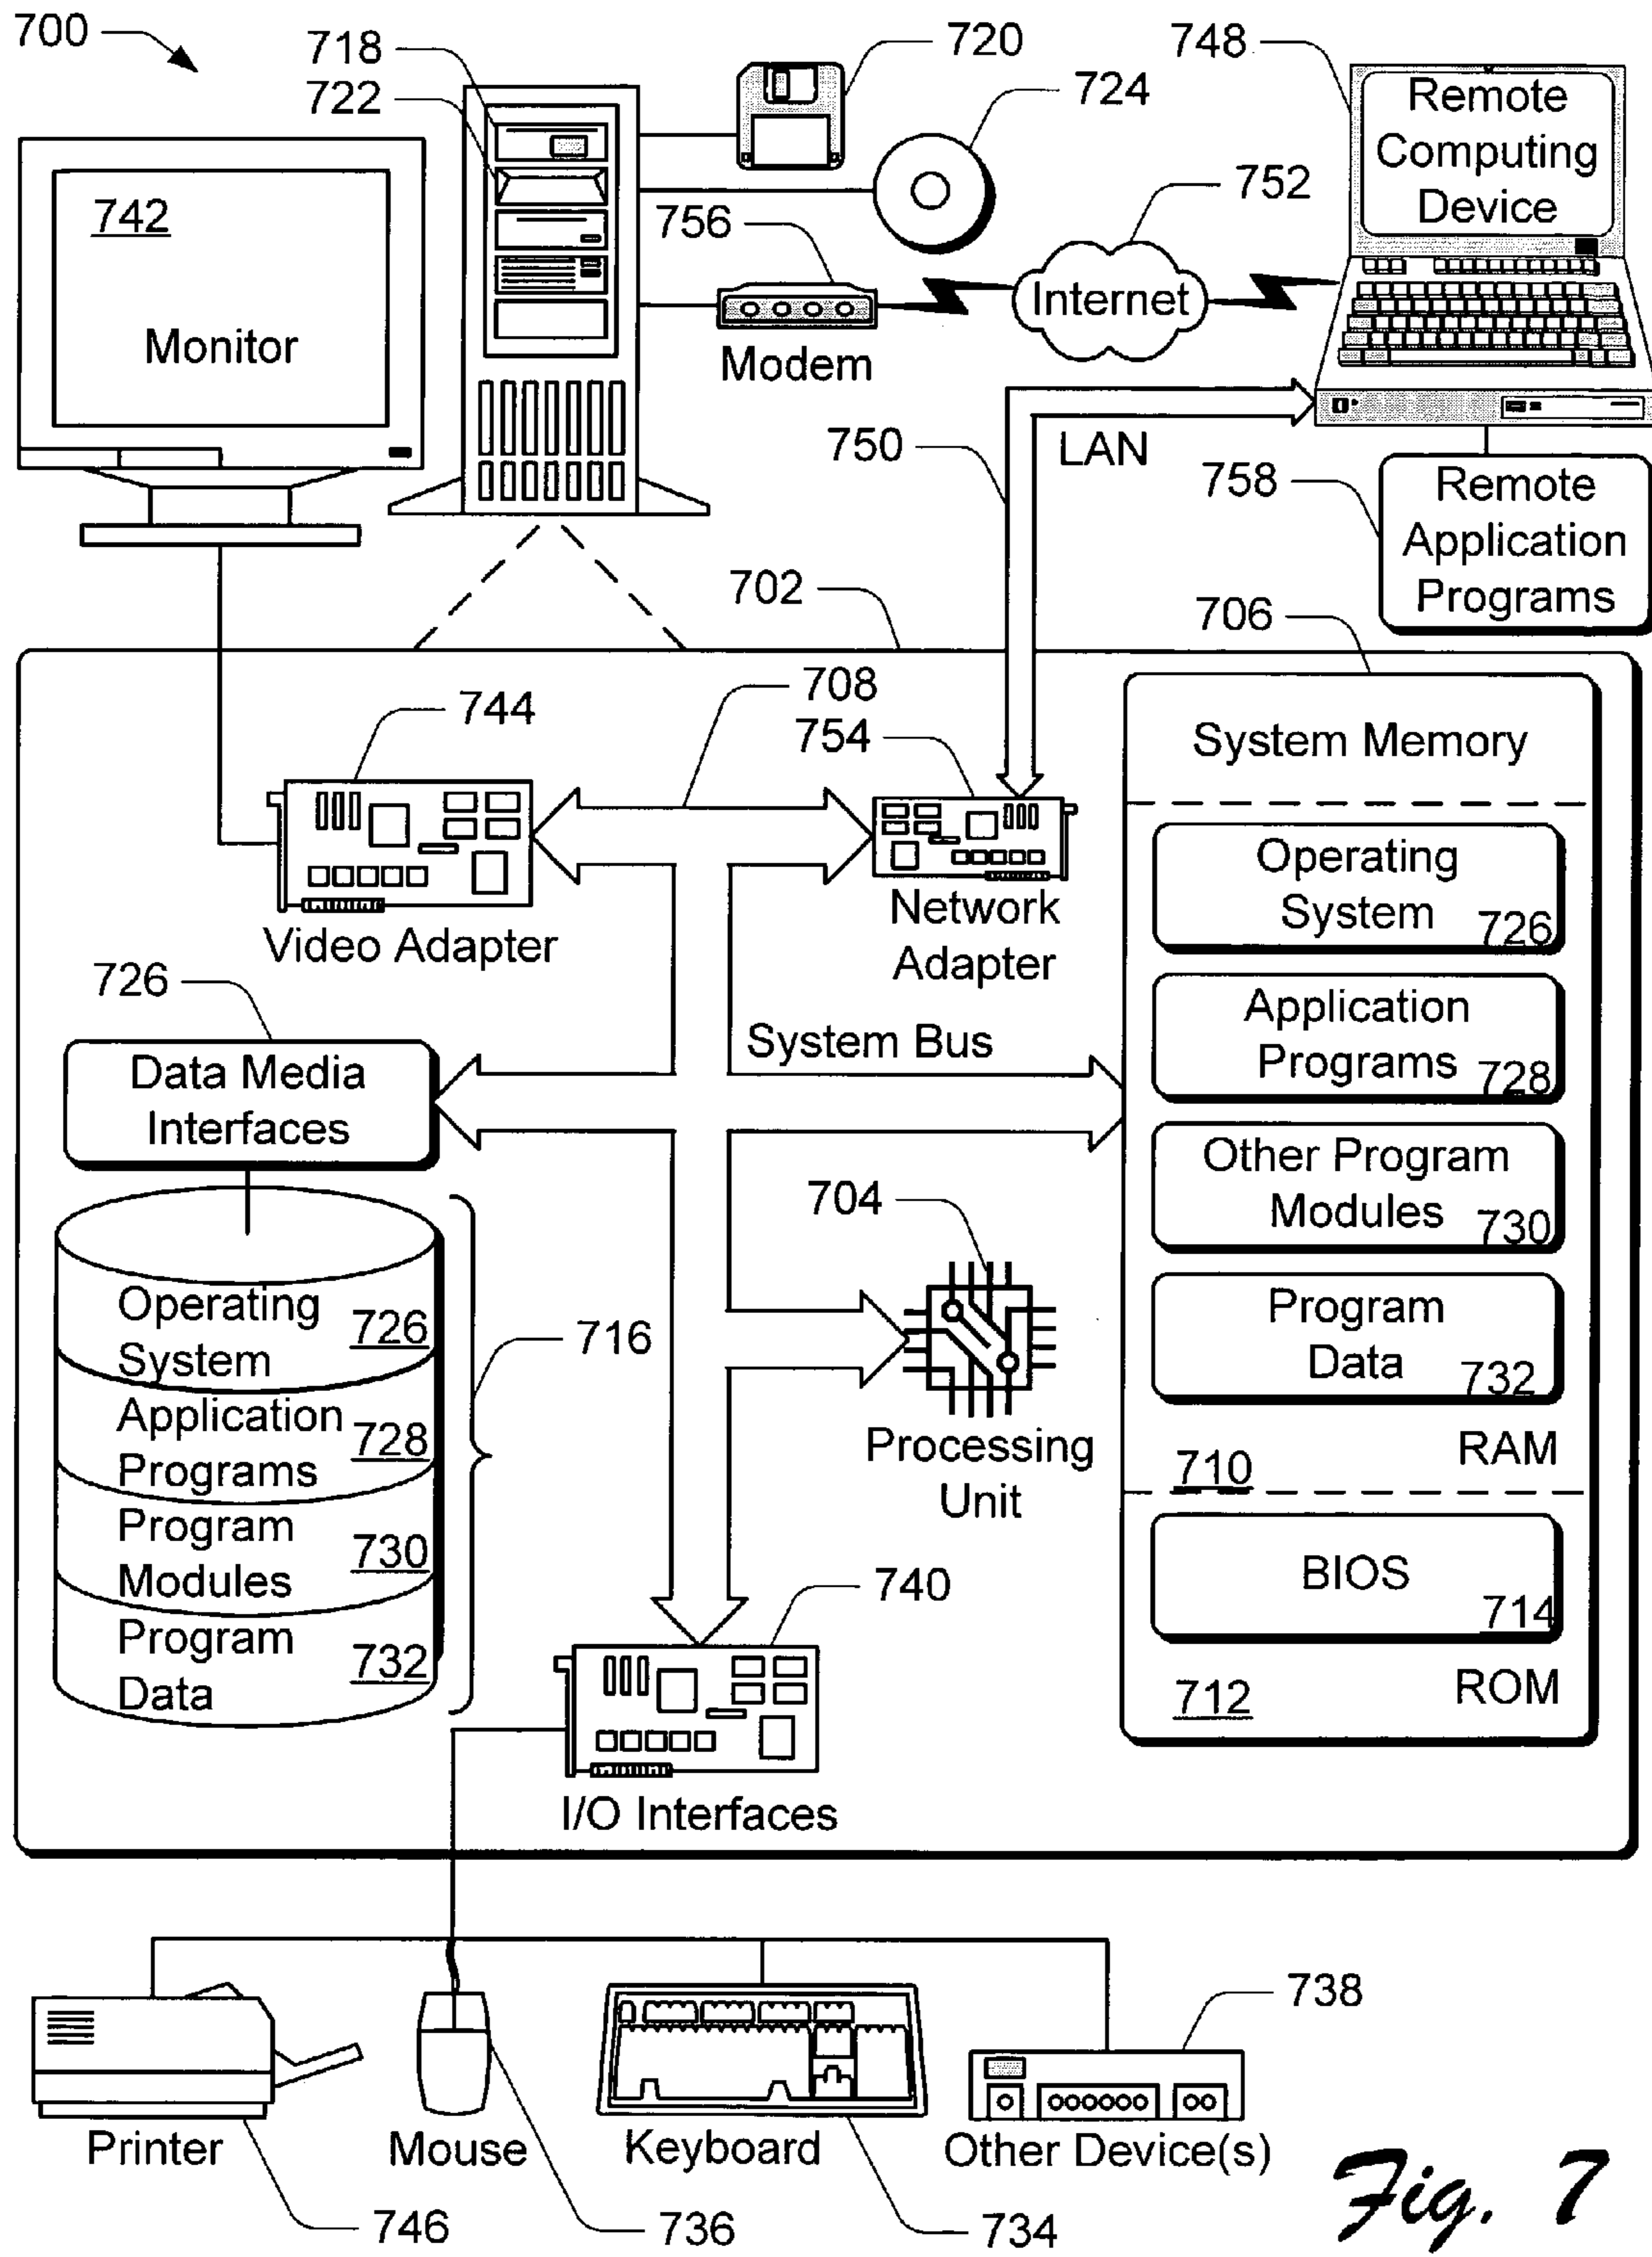 700
718
722
720
724
748
Remote
Computing
Device
752
742
Monitor
756
Modem
Internet
750
LAN
758
Remote
Application
Programs
702
706
708
744
754
Video Adapter
Network
Adapter
System Memory
Operating
System 726
Application
Programs 728
Other Program
Modules 730
Program
Data 732
710 RAM
BIOS
714
712 ROM
726
Data Media
Interfaces
System Bus
704
Processing
Unit
Operating
System 726
Application
Programs 728
Program
Modules 730
Program
Data 732
716
740
I/O Interfaces
738
Printer
Mouse
Keyboard
Other Device(s)
746
736
734
Fig. 7